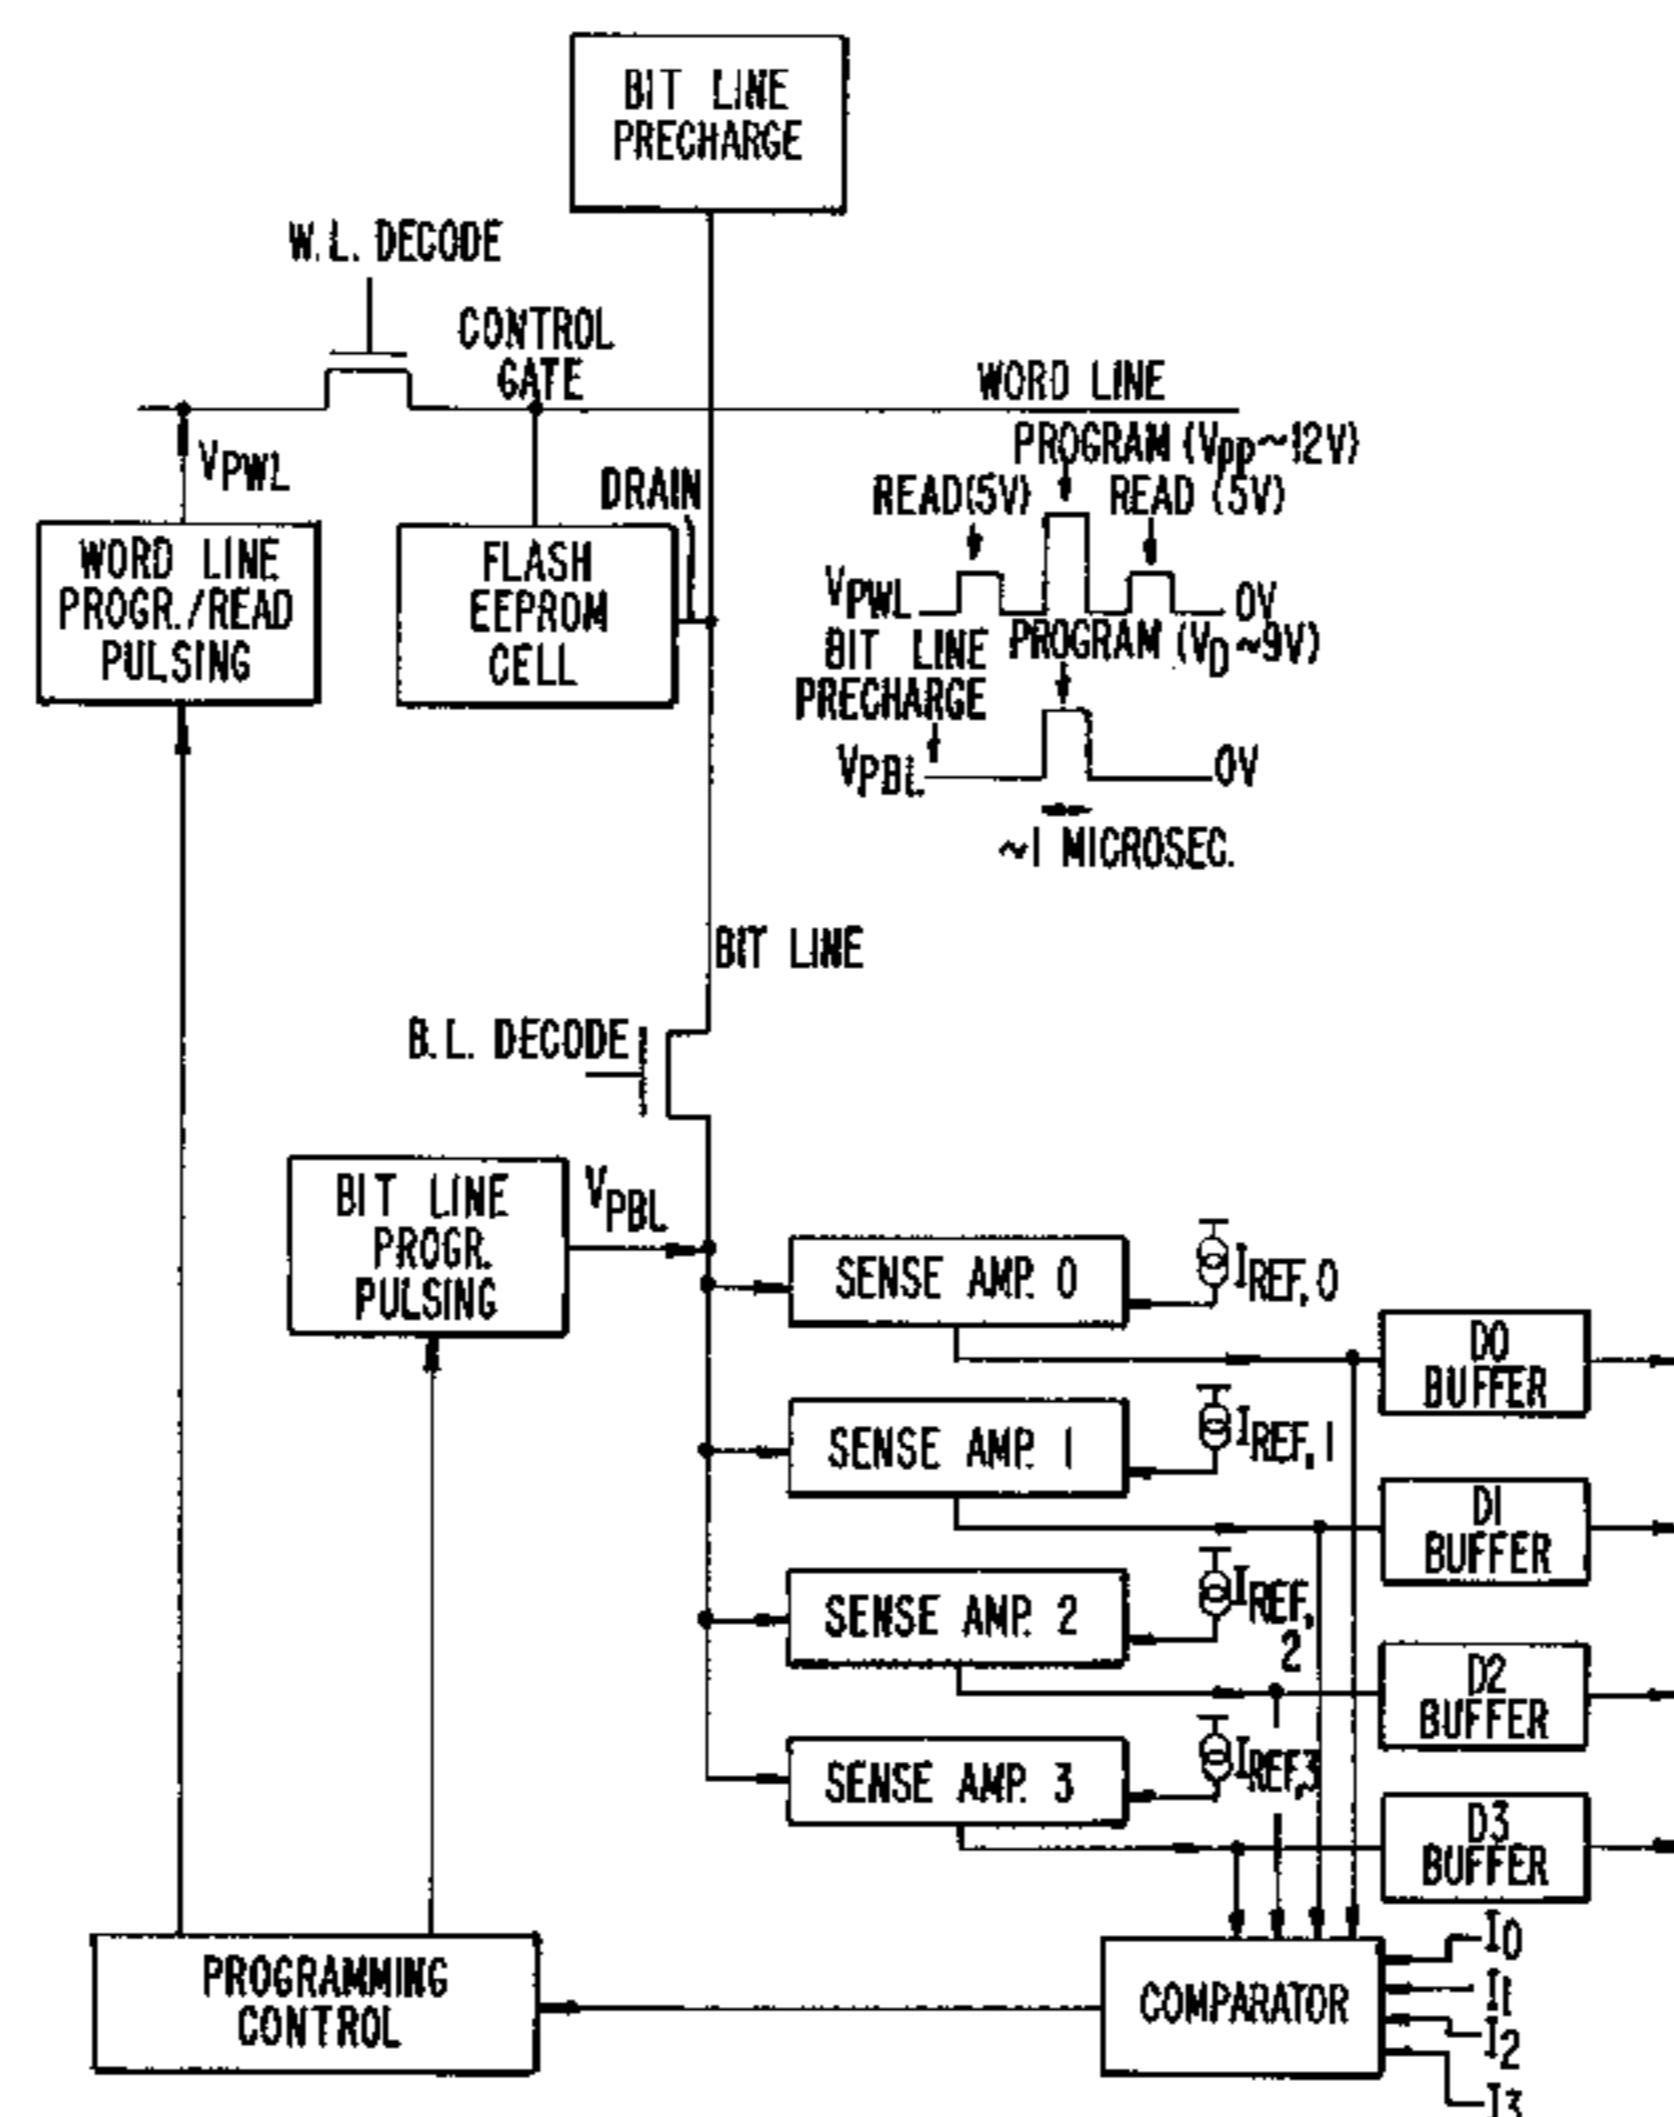 BIT LINE
PRECHARGE
W.L. DECODE
CONTROL
GATE
WORD LINE
PROGRAM (Vpp~12V)
READ(5V)
READ (5V)
VPWL
DRAIN
WORD LINE
PROGR./READ
PULSING
FLASH
EEPROM
CELL
VPWL
0V
BIT LINE
PRECHARGE
PROGRAM (VD~9V)
VPBL
0V
~1 MICROSEC.
BIT LINE
B.L. DECODE
BIT LINE
PROGR.
PULSING
VPBL
SENSE AMP. 0
IREF,0
D0
BUFFER
SENSE AMP. 1
IREF,1
D1
BUFFER
SENSE AMP. 2
IREF,
2
D2
BUFFER
SENSE AMP. 3
IREF,3
D3
BUFFER
PROGRAMMING
CONTROL
COMPARATOR
I0
I1
I2
I3